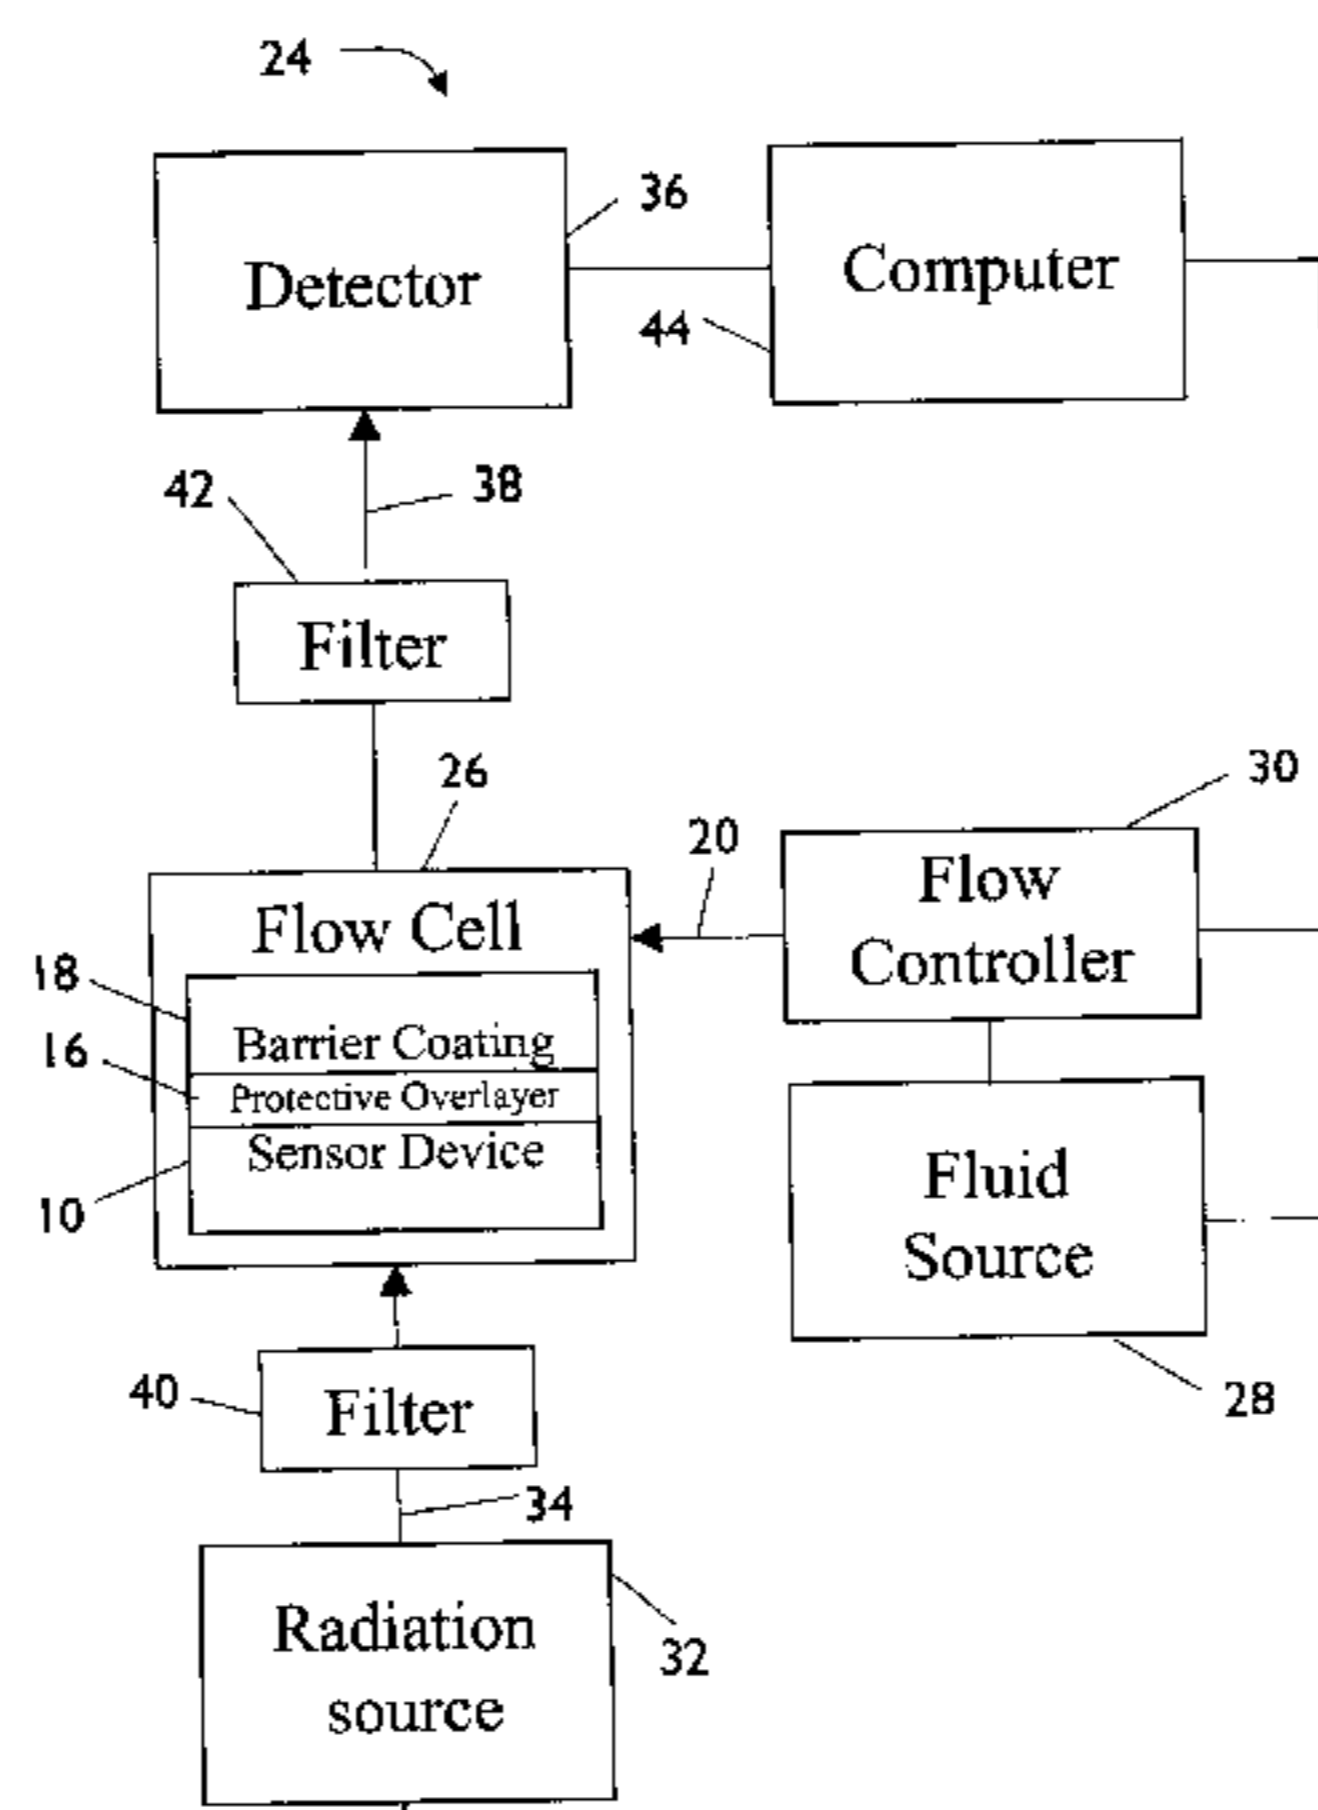 24
Detector
36
Computer
44
42
38
Filter
26
30
20
Flow
Controller
Flow Cell
18
Barrier Coating
16
Protective Overlayer
Sensor Device
10
Fluid
Source
28
40
Filter
34
Radiation
source
32